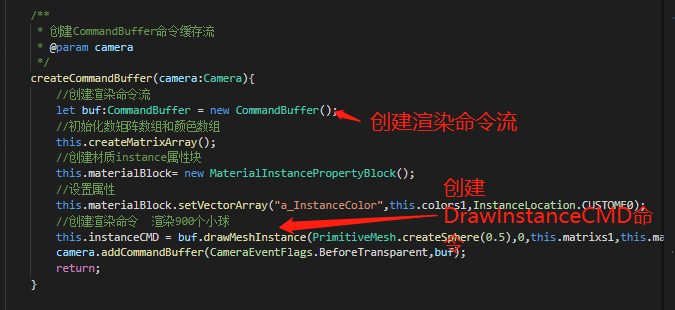 /**
* 创建CommandBuffer命令缓存流
* @param camera
*/
createCommandBuffer(camera:Camera){
//创建渲染命令流
let buf:CommandBuffer = new CommandBuffer();
创建渲染命令流
//初始化数矩阵数组和颜色数组
this.createMatrixArray();
//创建材质instance属性块
this.materialBlock= new MaterialInstancePropertyBlock();
//设置属性
创建
this.materialBlock.setVectorArray("a_InstanceColor",this.colors1,InstanceLocation.CUSTOME0);
DrawInstanceCMD命
令
//创建渲染命令 渲染900个小球
this.instanceCMD = buf.drawMeshInstance(PrimitiveMesh.createSphere(0.5),0,this.matrixs1,this.ma
camera.addCommandBuffer(CameraEventFlags.BeforeTransparent,buf);
return;
}